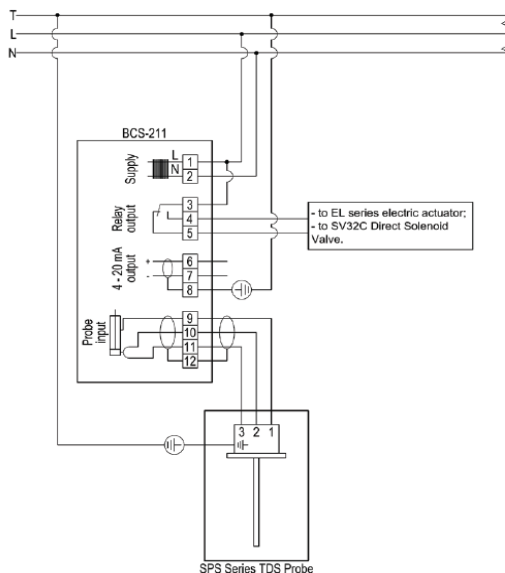 T
L
N
BCS-211
Supply
L
N
1
2
Relay
output
3
4
5
- to EL series electric actuator;
- to SV32C Direct Solenoid
Valve.
4 - 20 mA
output
+
-
6
7
8
Probe
input
9
10
11
12
3 2 1
SPS Series TDS Probe